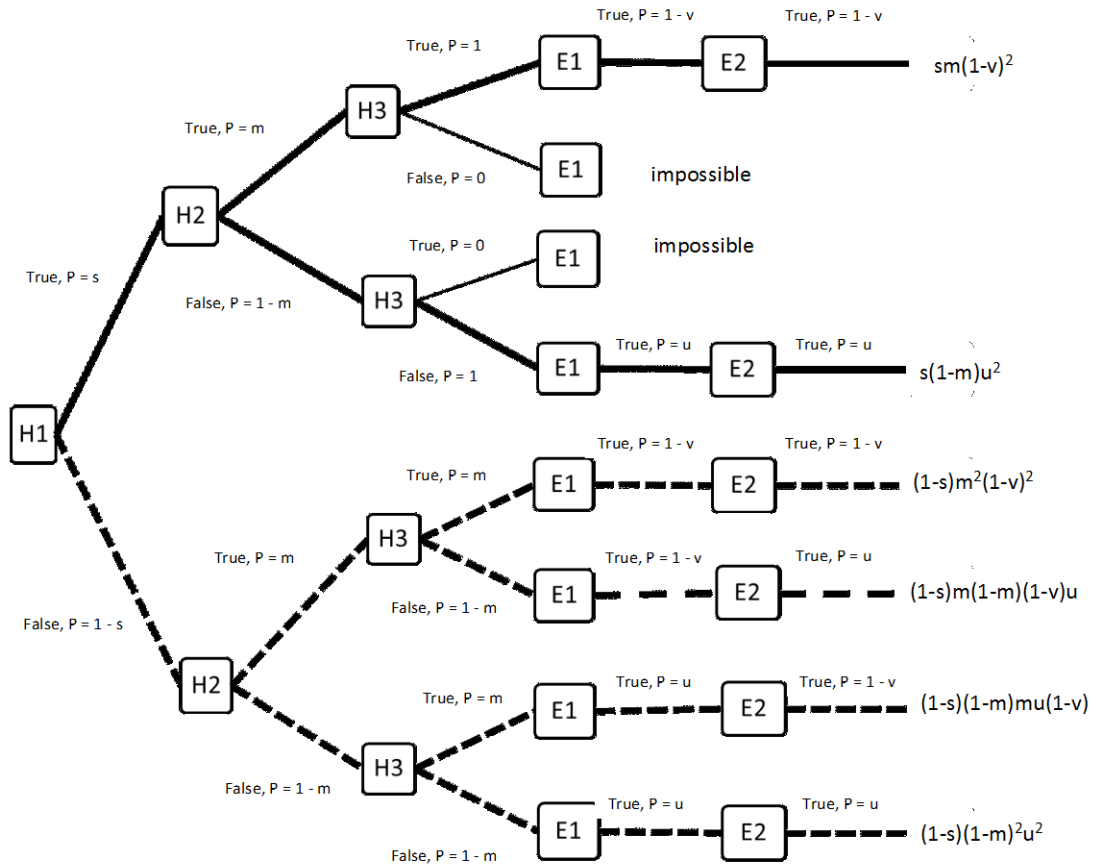 True, P = 1 - v
True, P = 1 - v
True, P = 1
E1
E2
sm(1-v)²
H3
True, P = m
False, P = 0
E1
impossible
H2
True, P = 0
E1
impossible
True, P = s
False, P = 1 - m
H3
True, P = u
True, P = u
False, P = 1
E1
E2
s(1-m)u²
H1
True, P = 1 - v
True, P = 1 - v
True, P = m
E1
E2
(1-s)m²(1-v)²
H3
True, P = m
True, P = 1 - v
True, P = u
False, P = 1 - m
E1
E2
(1-s)m(1-m)(1-v)u
False, P = 1 - s
H2
True, P = m
True, P = u
True, P = 1 - v
E1
E2
(1-s)(1-m)mu(1-v)
H3
False, P = 1 - m
True, P = u
True, P = u
False, P = 1 - m
E1
E2
(1-s)(1-m)²u²